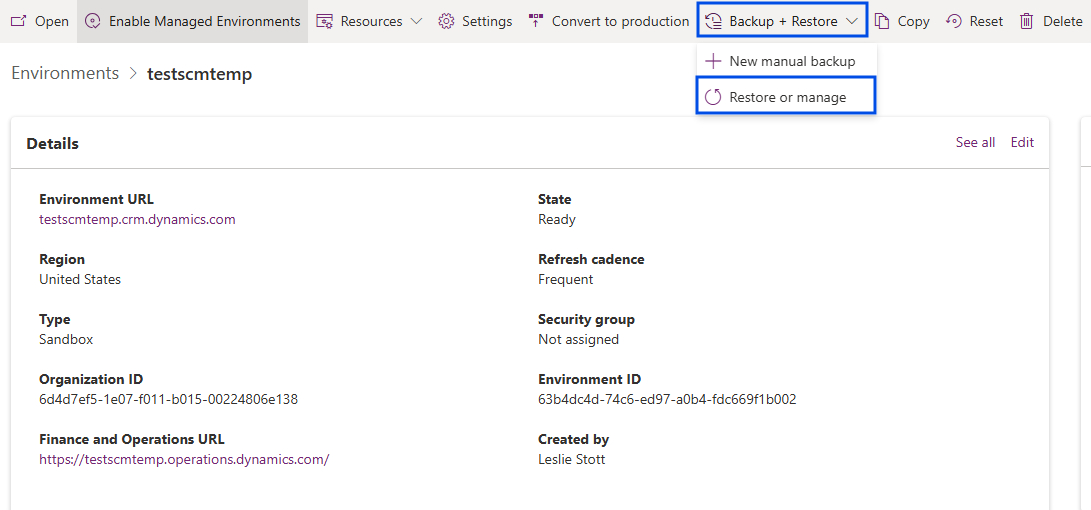 Open Enable Managed Environments Resources Settings Convert to production Backup + Restore Copy Reset Delete
New manual backup
Restore or manage
Environments > testscmtemp
Details See all Edit
Environment URL State
testscmtemp.crm.dynamics.com Ready
Region Refresh cadence
United States Frequent
Type Security group
Sandbox Not assigned
Organization ID Environment ID
6d4d7ef5-1e07-f011-b015-00224806e138 63b4dc4d-74c6-ed97-a0b4-fdc669f1b002
Finance and Operations URL Created by
https://testscmtemp.operations.dynamics.com/ Leslie Stott